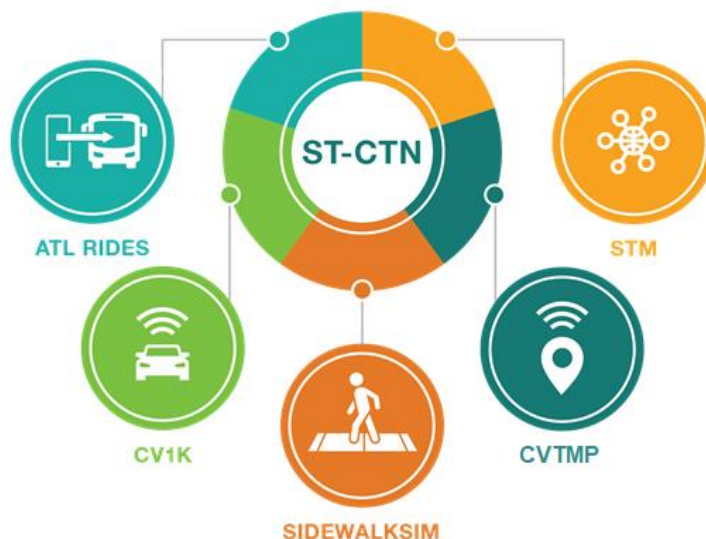 ST-CTN
ATL RIDES
STM
CV1K
CVTMP
SIDEWALKSIM